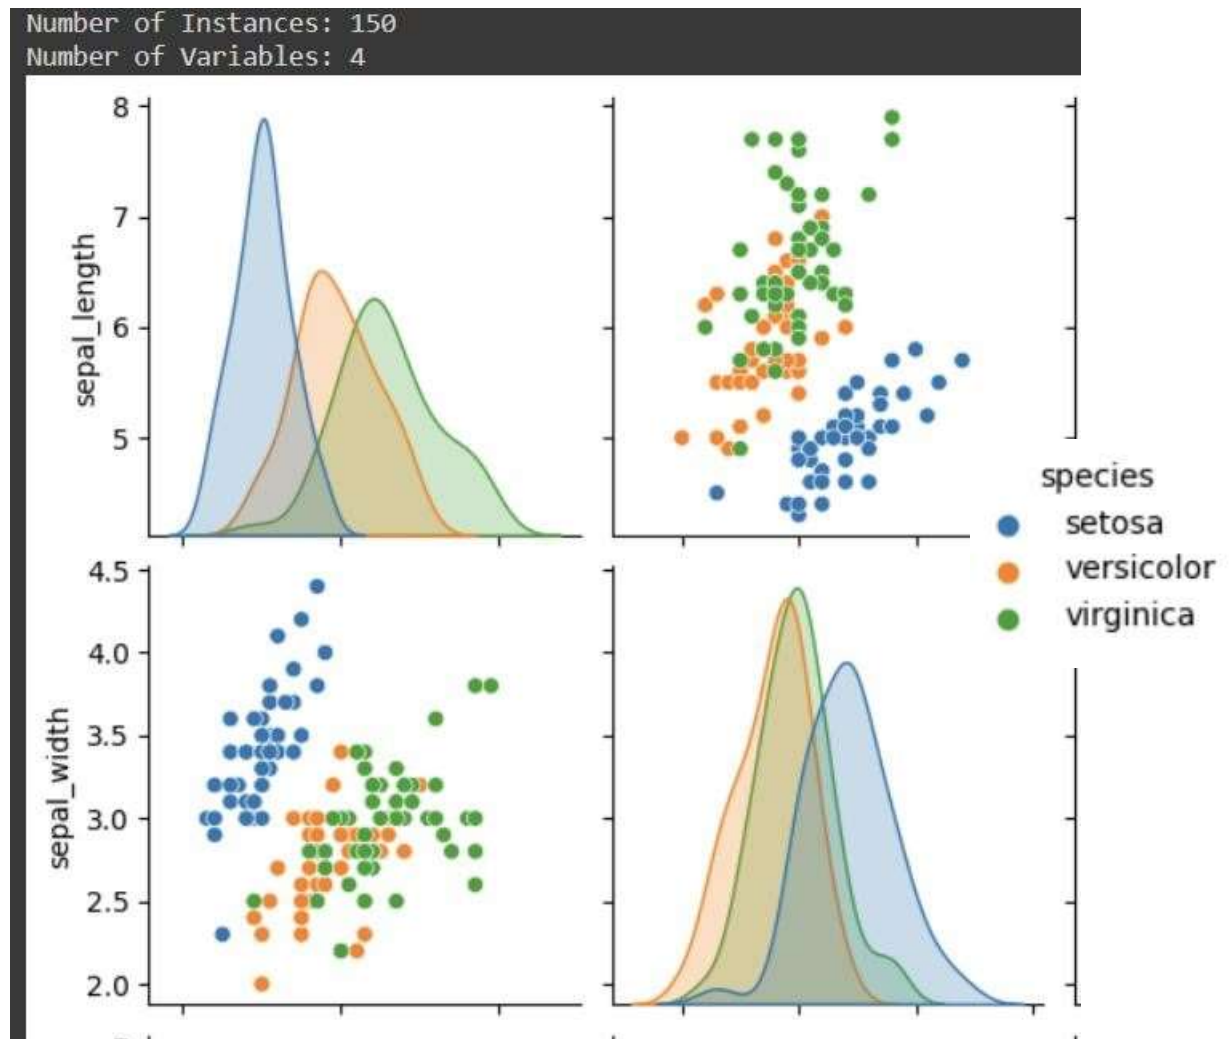 Number of Instances: 150
Number of Variables: 4
8
7
6
5
sepal_length
species
setosa
versicolor
virginica
4.5
4.0
3.5
3.0
2.5
2.0
sepal_width